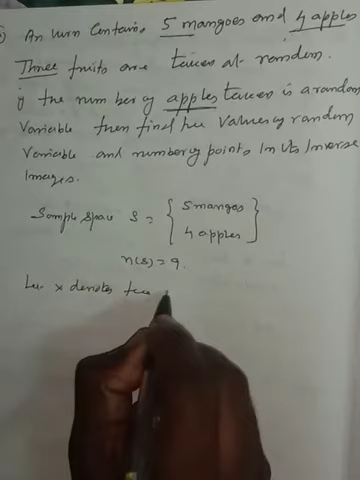 An urn Contains 5 mangoes and 4 apples
Three fruits are taken at random.
if the number of apples taken is a random
Variable then find the values of random
Variable and number of points in its inverse
Images.
Sample space S = { 5 mangos
4 apples }
n(s) = 9.
Let x denotes the